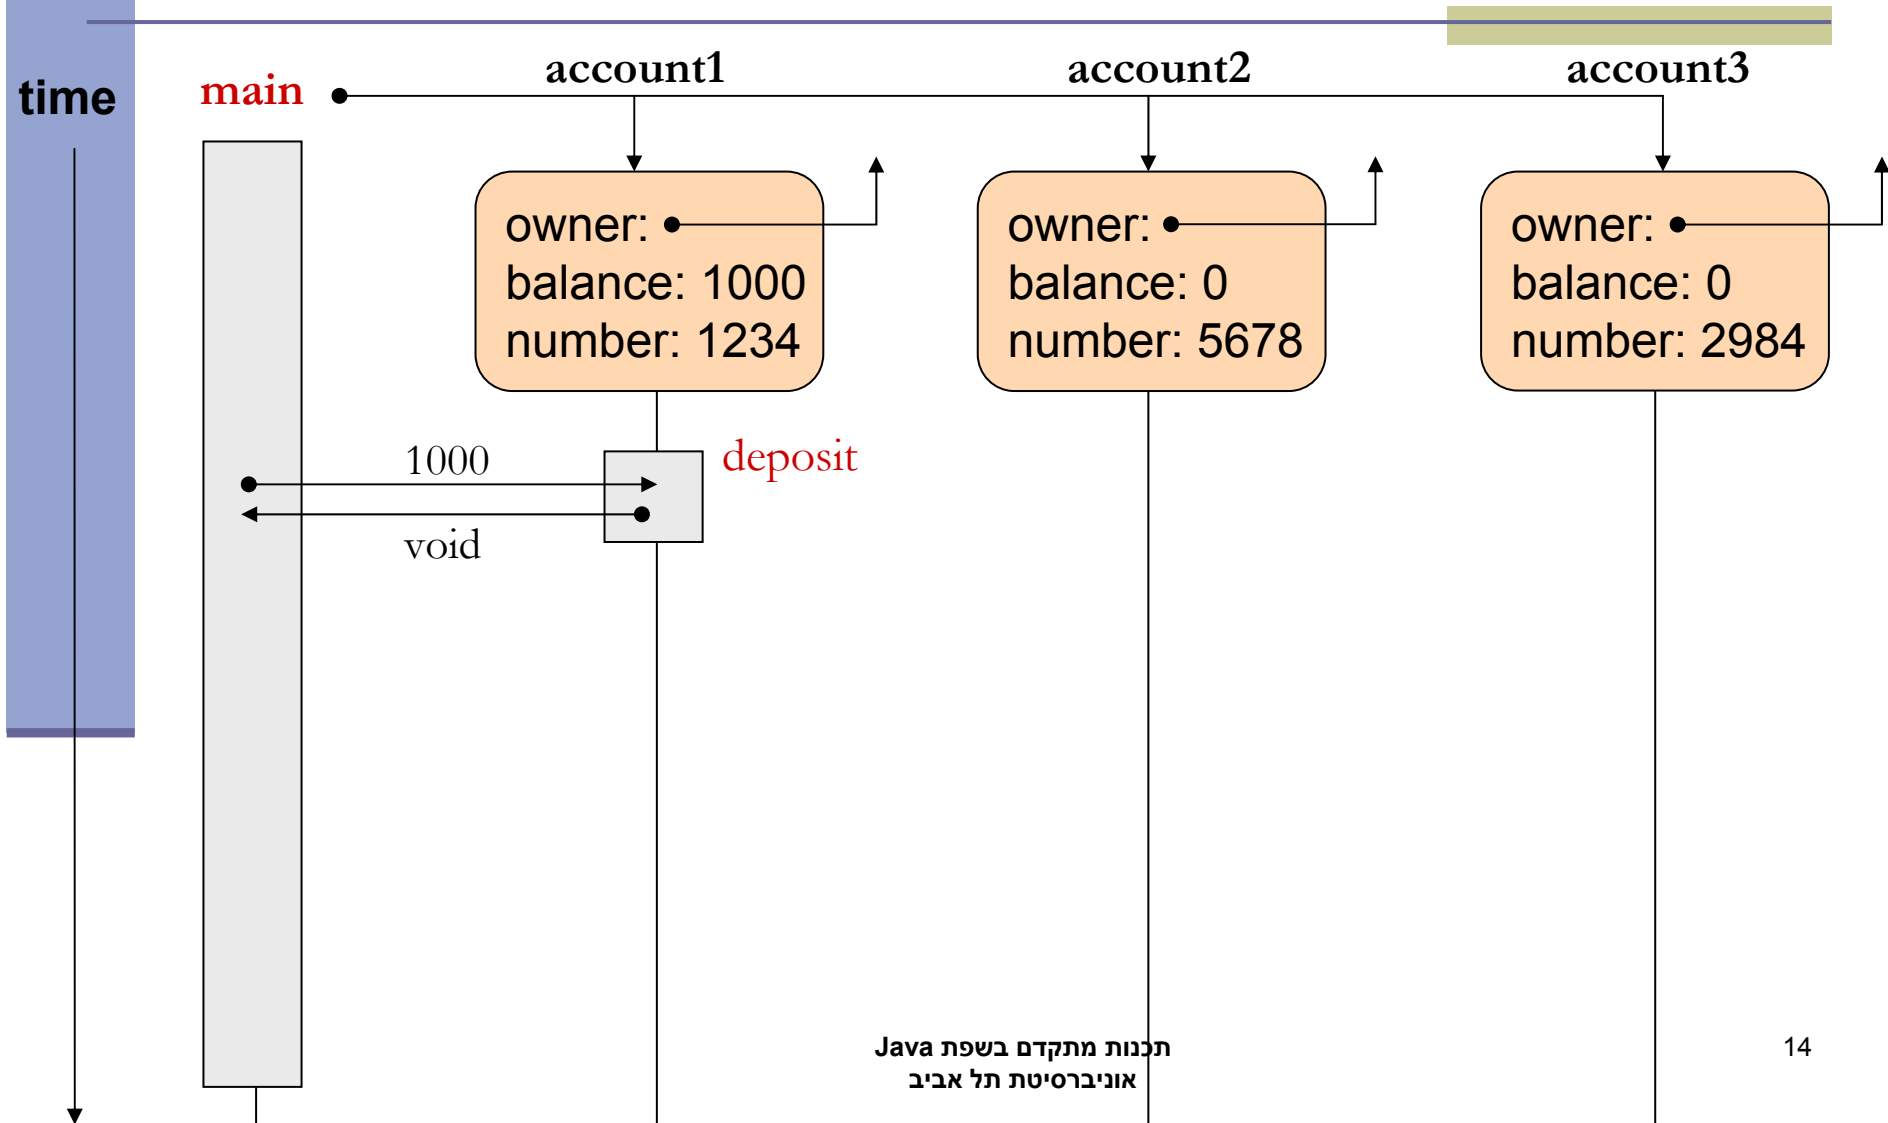 time
main
account1
account2
account3
owner:
balance: 1000
number: 1234
owner:
balance: 0
number: 5678
owner:
balance: 0
number: 2984
1000
deposit
void
תכנות מתקדם בשפת Java
אוניברסיטת תל אביב
14